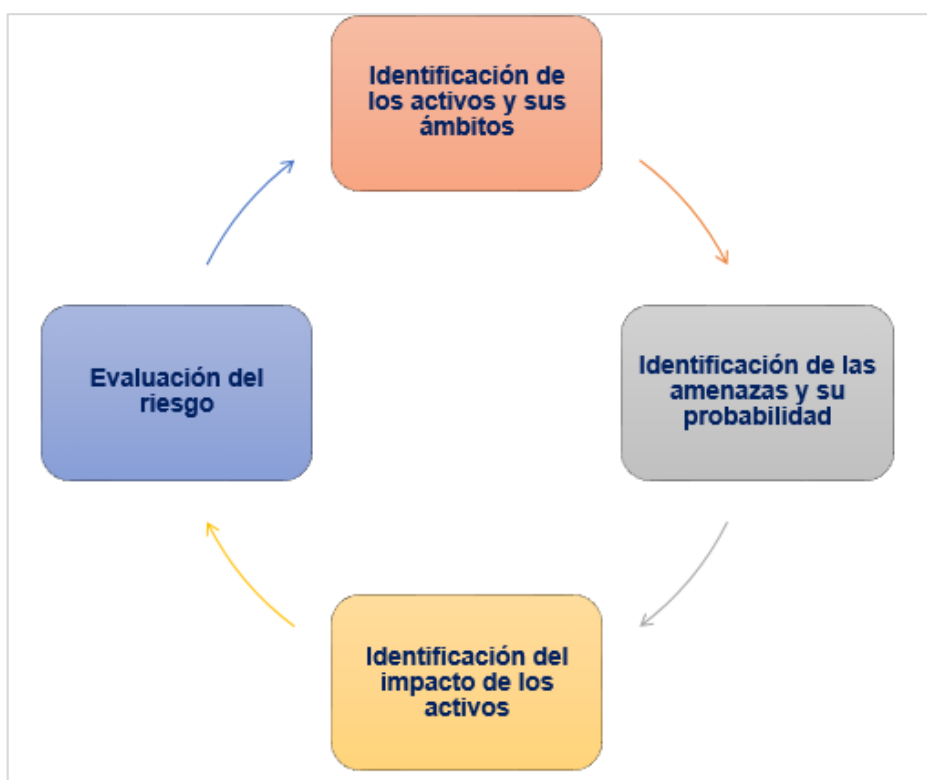 Identificación de
los activos y sus
ámbitos
Identificación de las
amenazas y su
probabilidad
Identificación del
impacto de los
activos
Evaluación del
riesgo